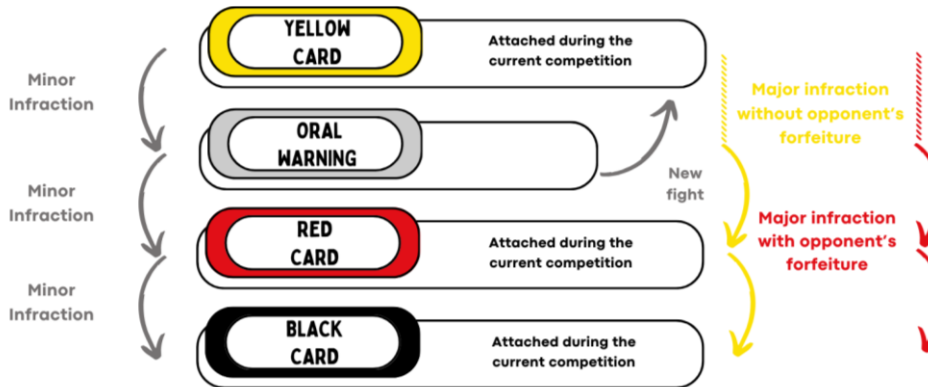 YELLOW
CARD
Attached during the
current competition
Minor
Infraction
Major infraction
without opponent's
forfeiture
ORAL
WARNING
New
fight
Minor
Infraction
RED
CARD
Attached during the
current competition
Major infraction
with opponent's
forfeiture
Minor
Infraction
BLACK
CARD
Attached during the
current competition